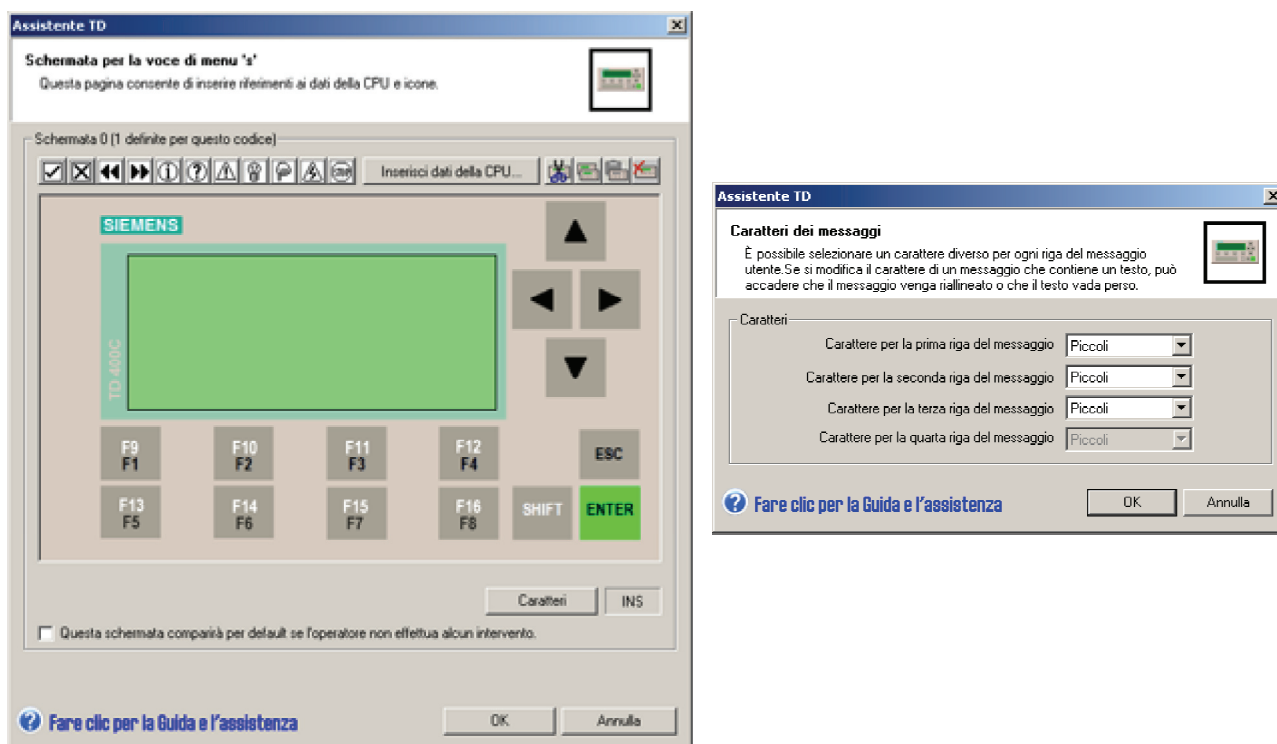 Assistente TD
Schermata per la voce di menu 's'
Questa pagina consente di inserire riferimenti ai dati della CPU e icone.
Schermata 0 (1 definite per questo codice)
Inserisci dati della CPU...
SIEMENS
TD 400C
F9 F10 F11 F12
F1 F2 F3 F4 ESC
F13 F14 F15 F16
F5 F6 F7 F8 SHIFT ENTER
Caratteri INS
Questa schermata comparirà per default se l'operatore non effettua alcun intervento.
Fare clic per la Guida e l'assistenza
OK Annulla
Assistente TD
Caratteri dei messaggi
È possibile selezionare un carattere diverso per ogni riga del messaggio
utente.Se si modifica il carattere di un messaggio che contiene un testo, può
accadere che il messaggio venga riallineato o che il testo vada perso.
Caratteri
Carattere per la prima riga del messaggio Piccoli
Carattere per la seconda riga del messaggio Piccoli
Carattere per la terza riga del messaggio Piccoli
Carattere per la quarta riga del messaggio Piccoli
Fare clic per la Guida e l'assistenza
OK Annulla